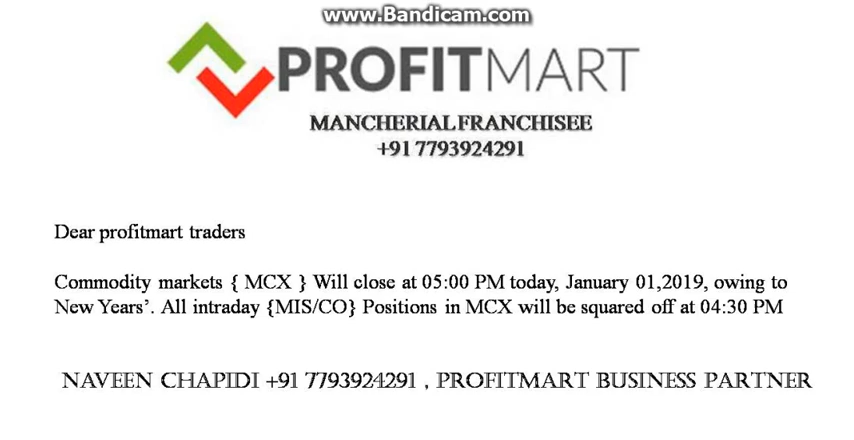 www.Bandicam.com
PROFITMART
MANCHERIAL FRANCHISEE
+91 7793924291
Dear profitmart traders
Commodity markets { MCX } Will close at 05:00 PM today, January 01,2019, owing to
New Years’. All intraday {MIS/CO} Positions in MCX will be squared off at 04:30 PM
NAVEEN CHAPIDI +91 7793924291 , PROFITMART BUSINESS PARTNER